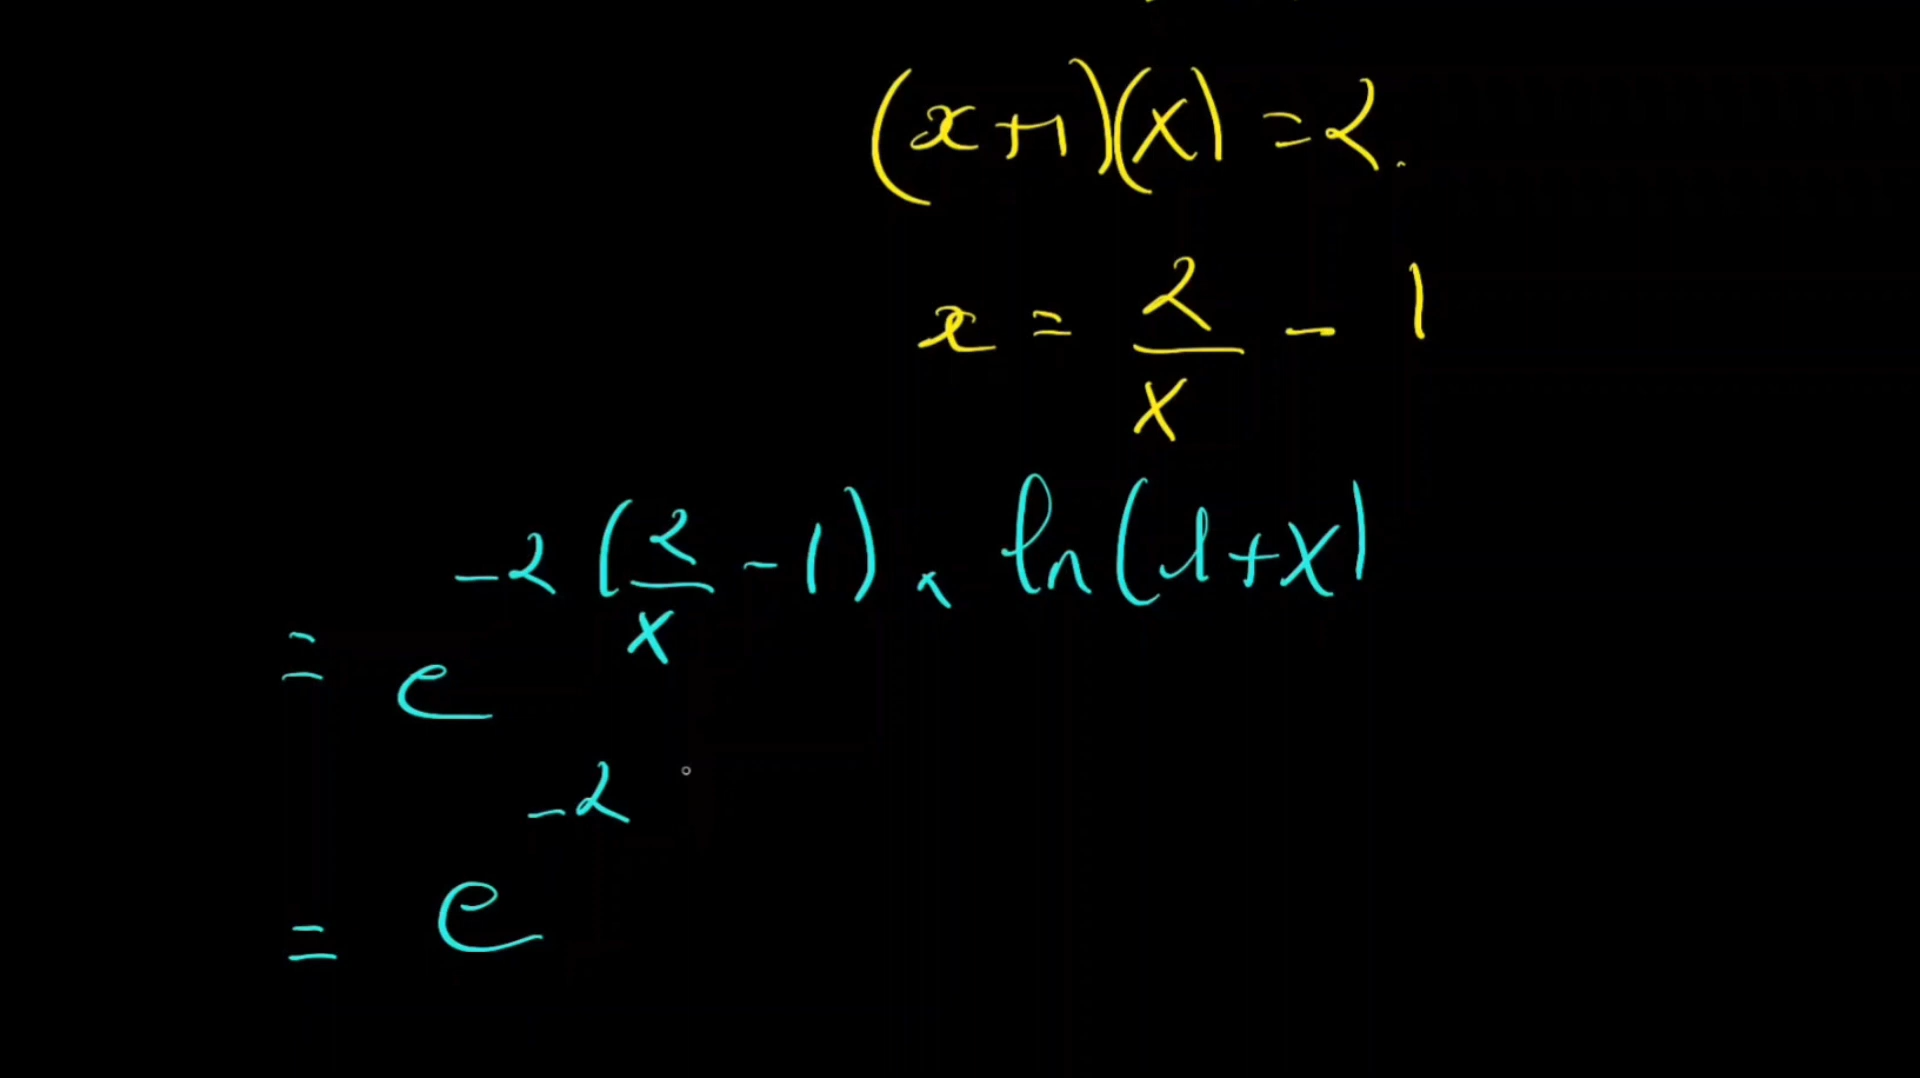 (x+1)(X) = 2.
x = 2/X - 1
= e^{-2(2/X - 1) × ln(1+X)}
= e^{-2}